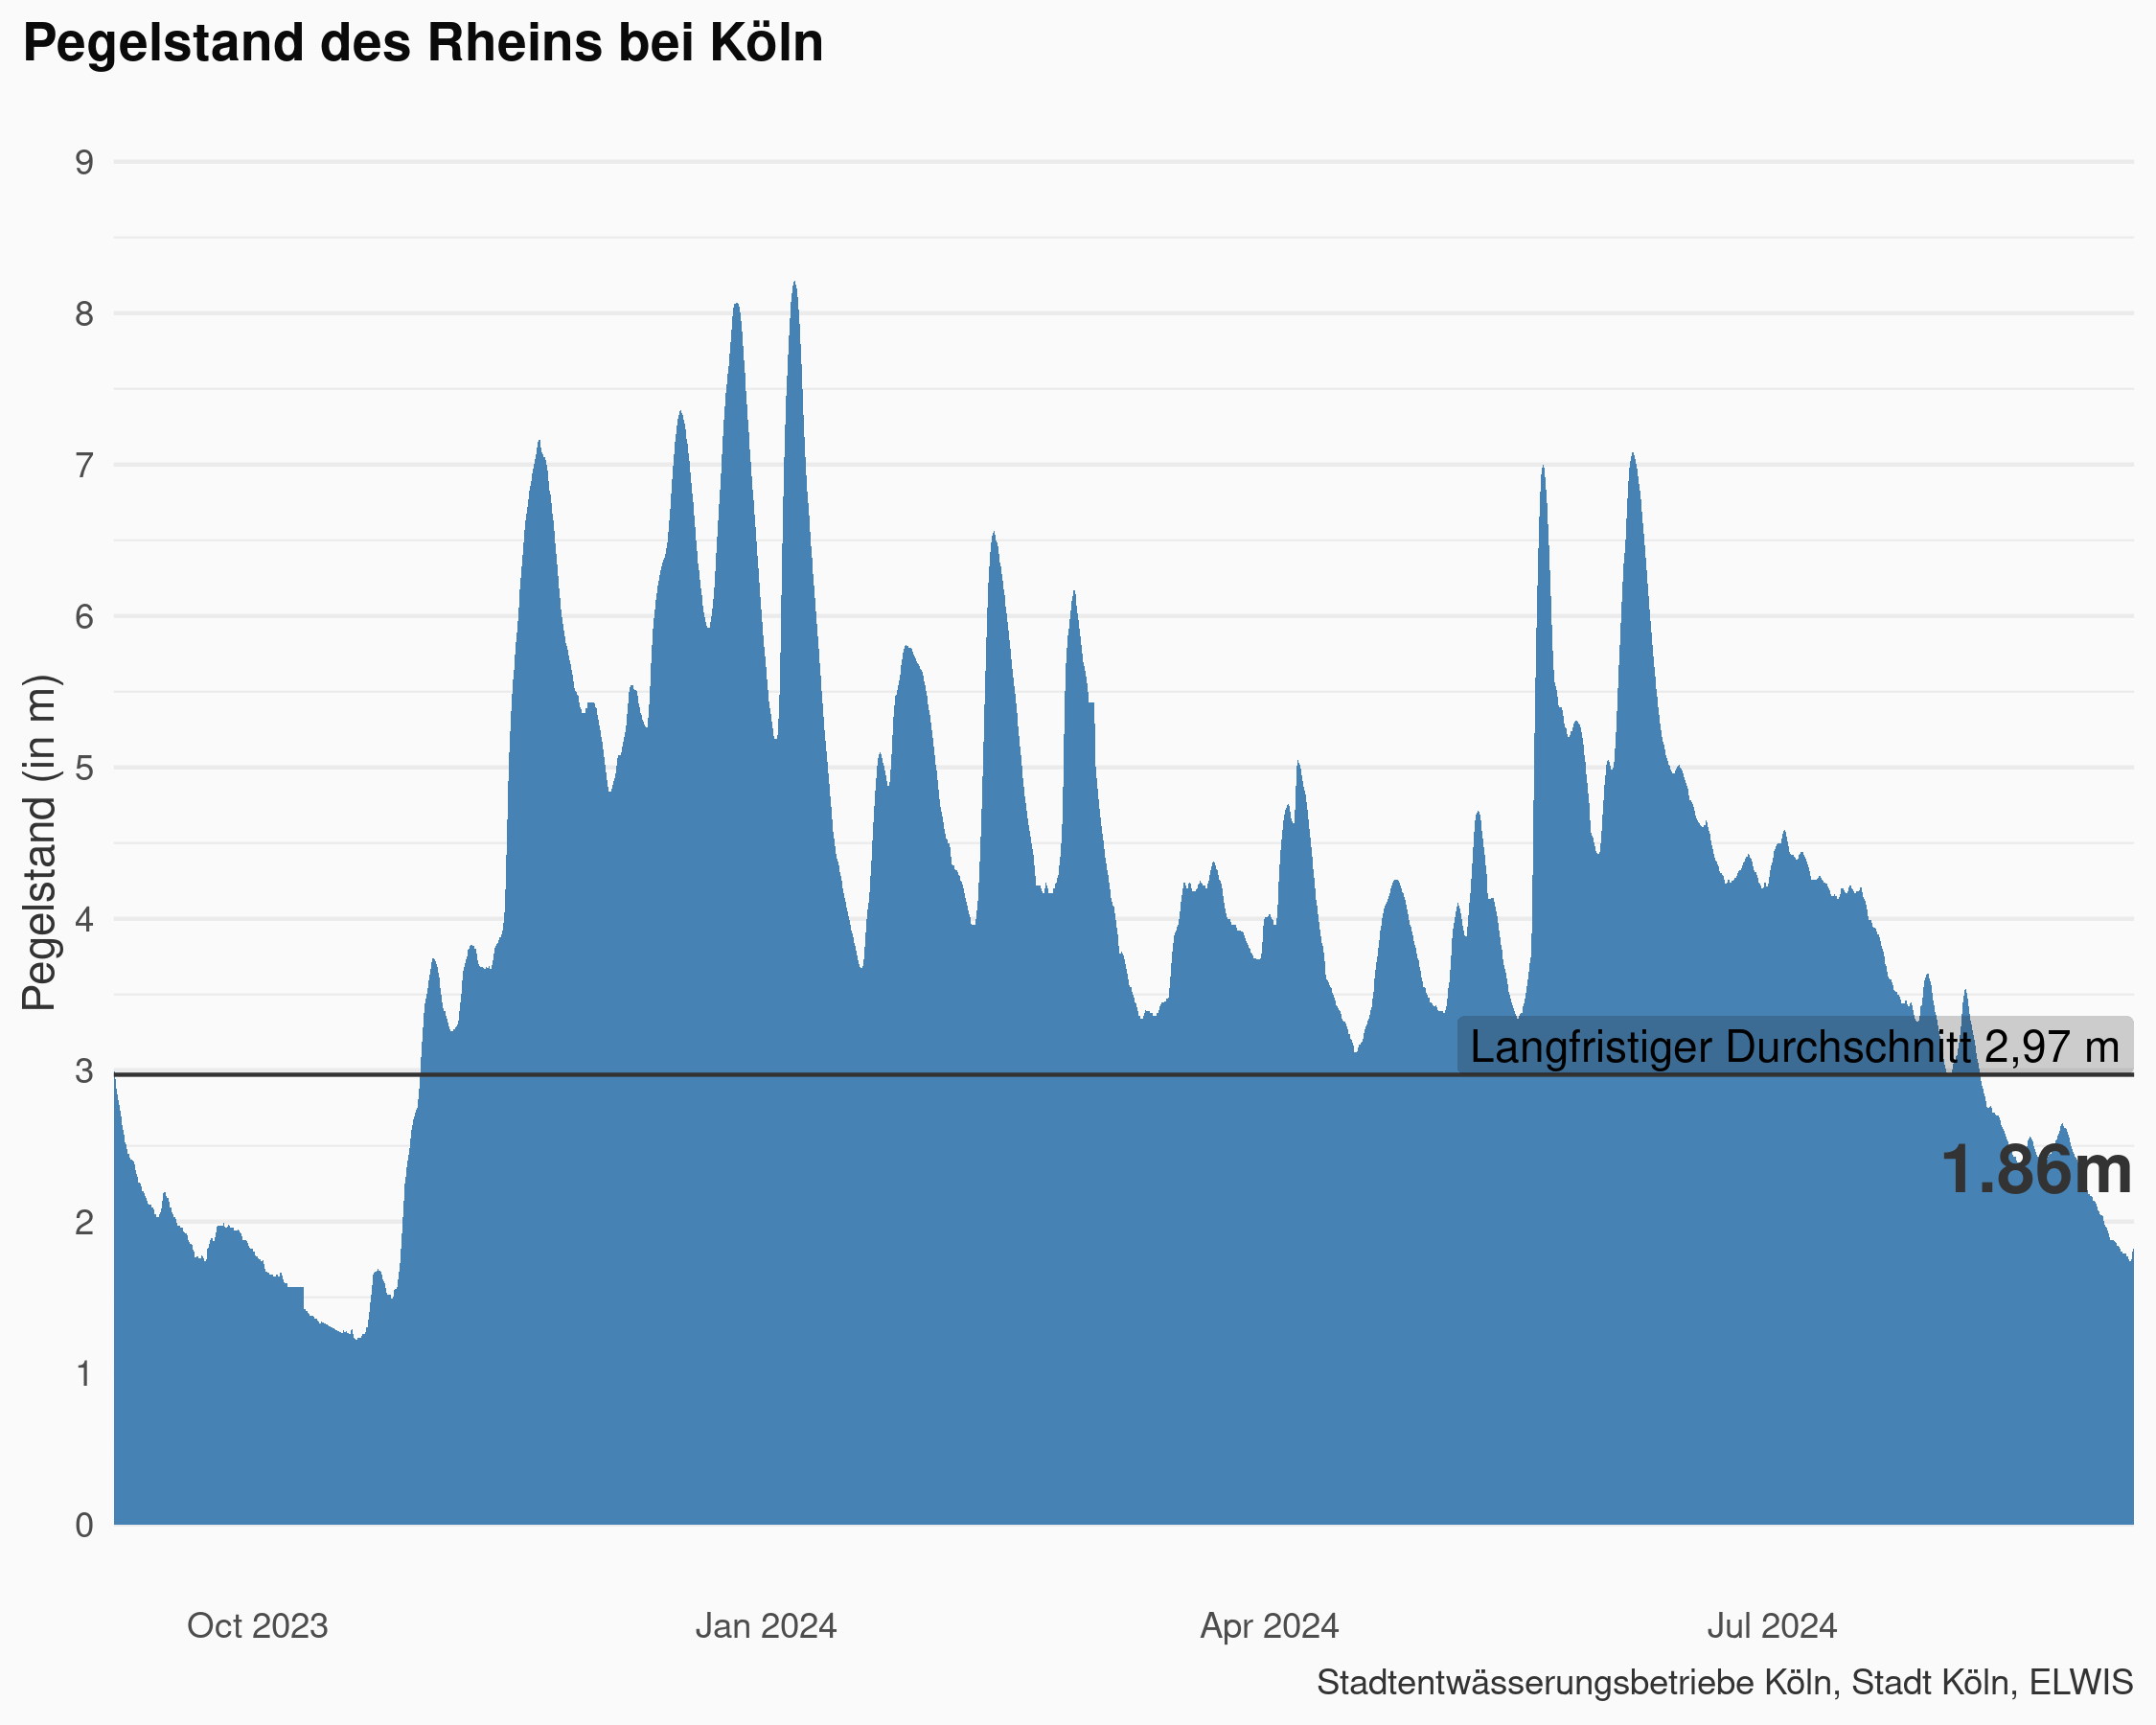 Pegelstand des Rheins bei Köln
Pegelstand (in m)
9
8
7
6
5
4
3
2
1
0
Langfristiger Durchschnitt 2,97 m
1.86m
Oct 2023
Jan 2024
Apr 2024
Jul 2024
Stadtentwässerungsbetriebe Köln, Stadt Köln, ELWIS